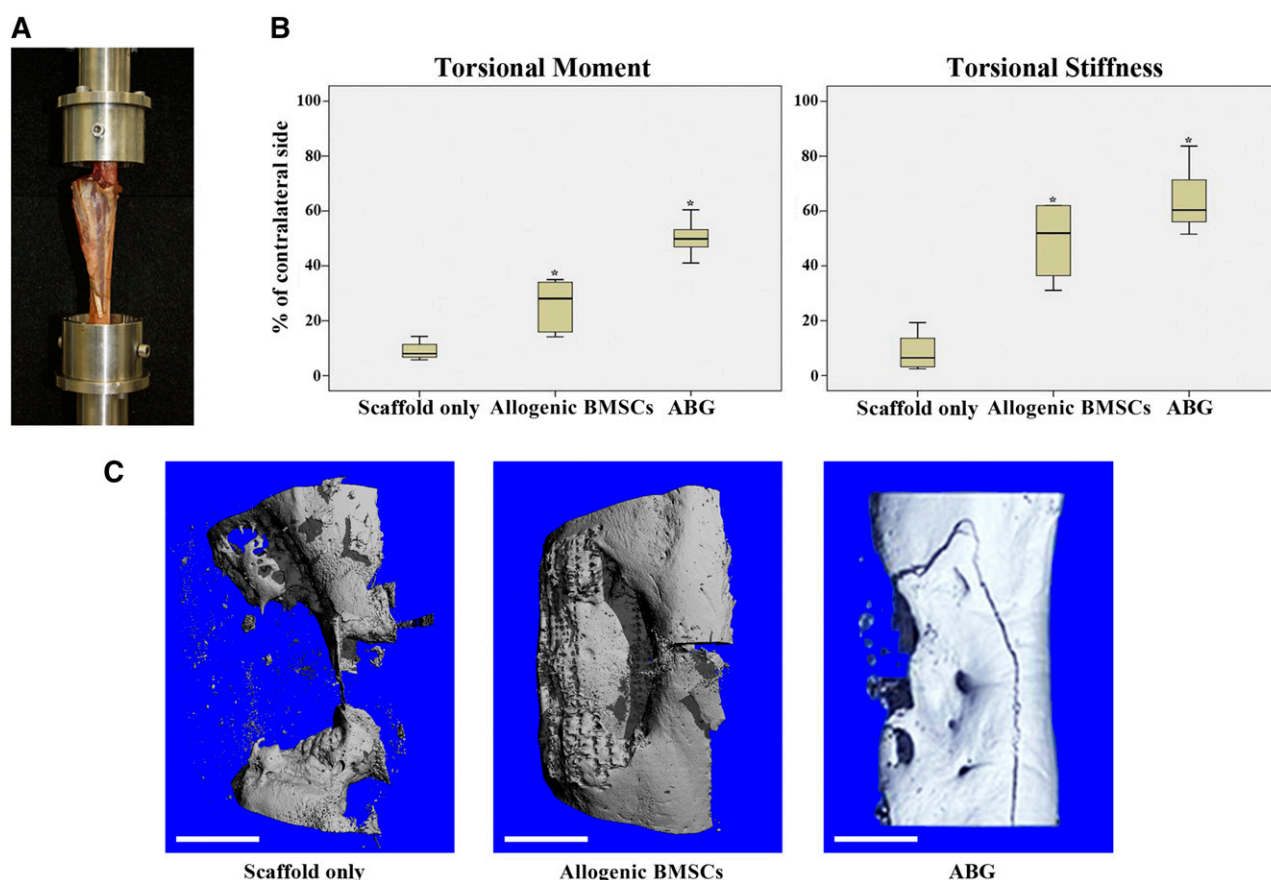 A
B
Torsional Moment
Torsional Stiffness
% of contralateral side
100
80
60
40
20
0
*
*
Scaffold only
Allogenic BMSCs
ABG
100
80
60
40
20
0
*
*
Scaffold only
Allogenic BMSCs
ABG
C
Scaffold only
Allogenic BMSCs
ABG